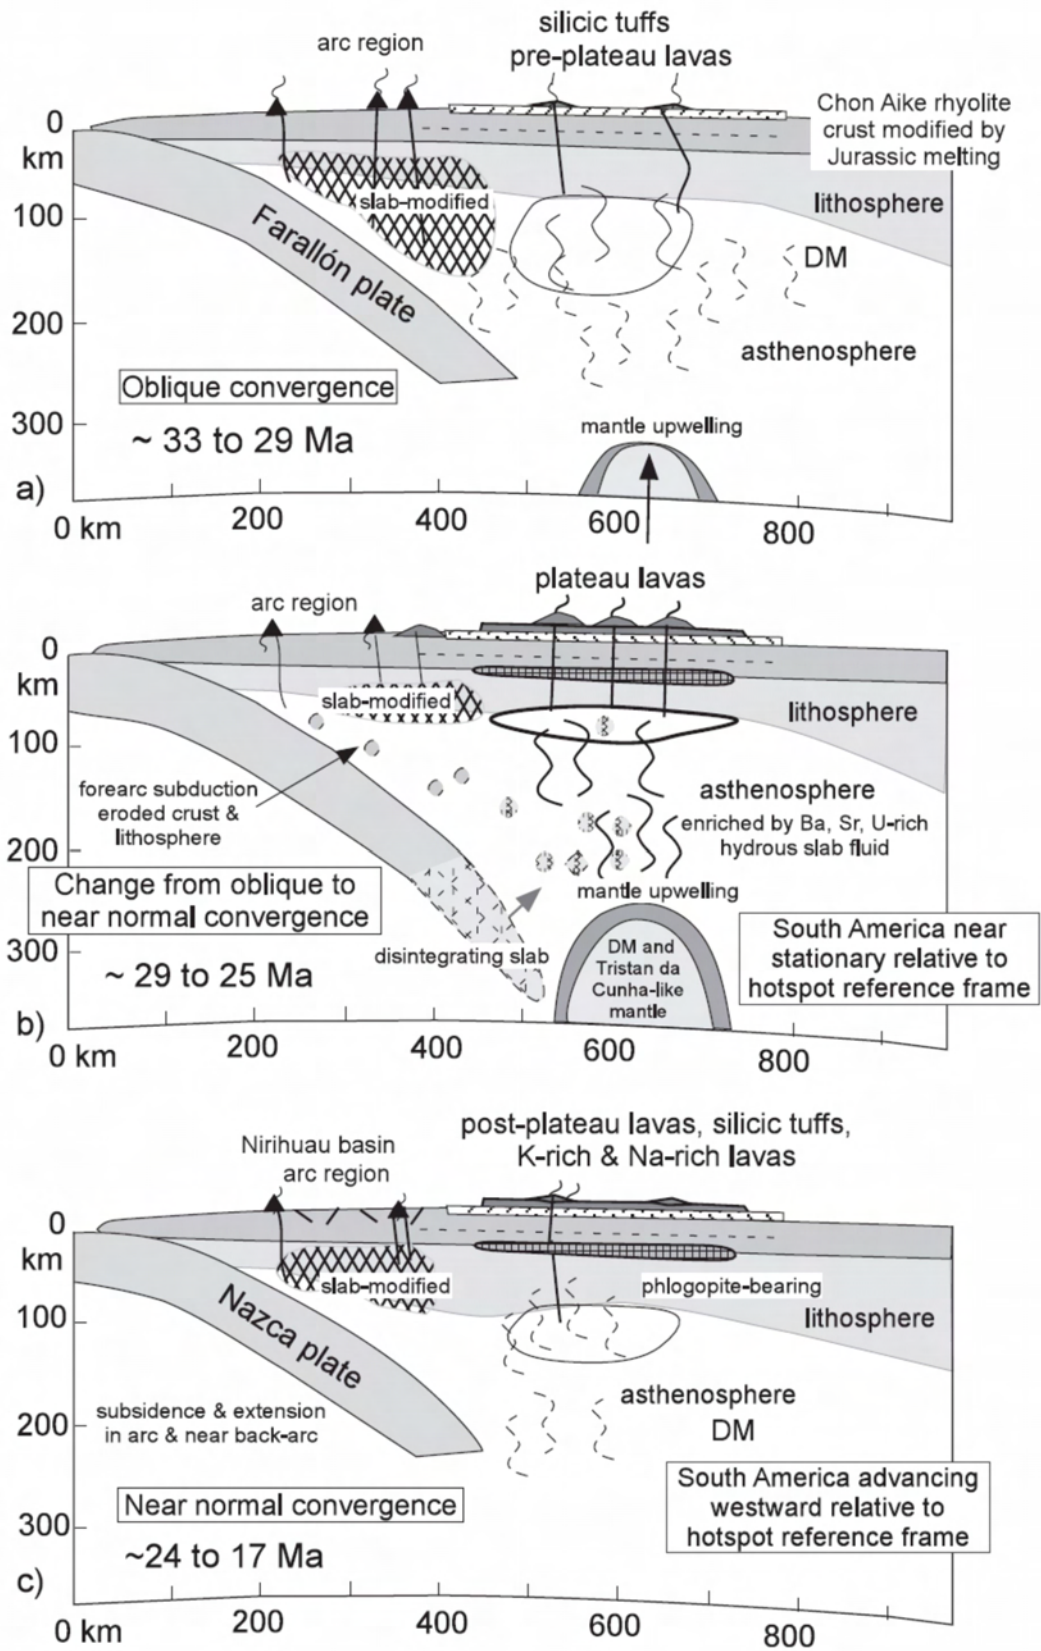 silicic tuffs
pre-plateau lavas
arc region
Chon Aike rhyolite
crust modified by
Jurassic melting
0
km
100
200
300
slab-modified
lithosphere
Farallón plate
DM
asthenosphere
Oblique convergence
~ 33 to 29 Ma
mantle upwelling
a)
0 km
200
400
600
800
plateau lavas
arc region
0
km
100
200
300
slab-modified
lithosphere
forearc subduction
eroded crust &
lithosphere
asthenosphere
enriched by Ba, Sr, U-rich
hydrous slab fluid
mantle upwelling
Change from oblique to
near normal convergence
disintegrating slab
~ 29 to 25 Ma
DM and
Tristan da
Cunha-like
mantle
South America near
stationary relative to
hotspot reference frame
b)
0 km
200
400
600
800
post-plateau lavas, silicic tuffs,
K-rich & Na-rich lavas
Nirihuau basin
arc region
0
km
100
200
300
slab-modified
phlogopite-bearing
lithosphere
Nazca plate
asthenosphere
DM
subsidence & extension
in arc & near back-arc
Near normal convergence
~24 to 17 Ma
South America advancing
westward relative to
hotspot reference frame
c)
0 km
200
400
600
800